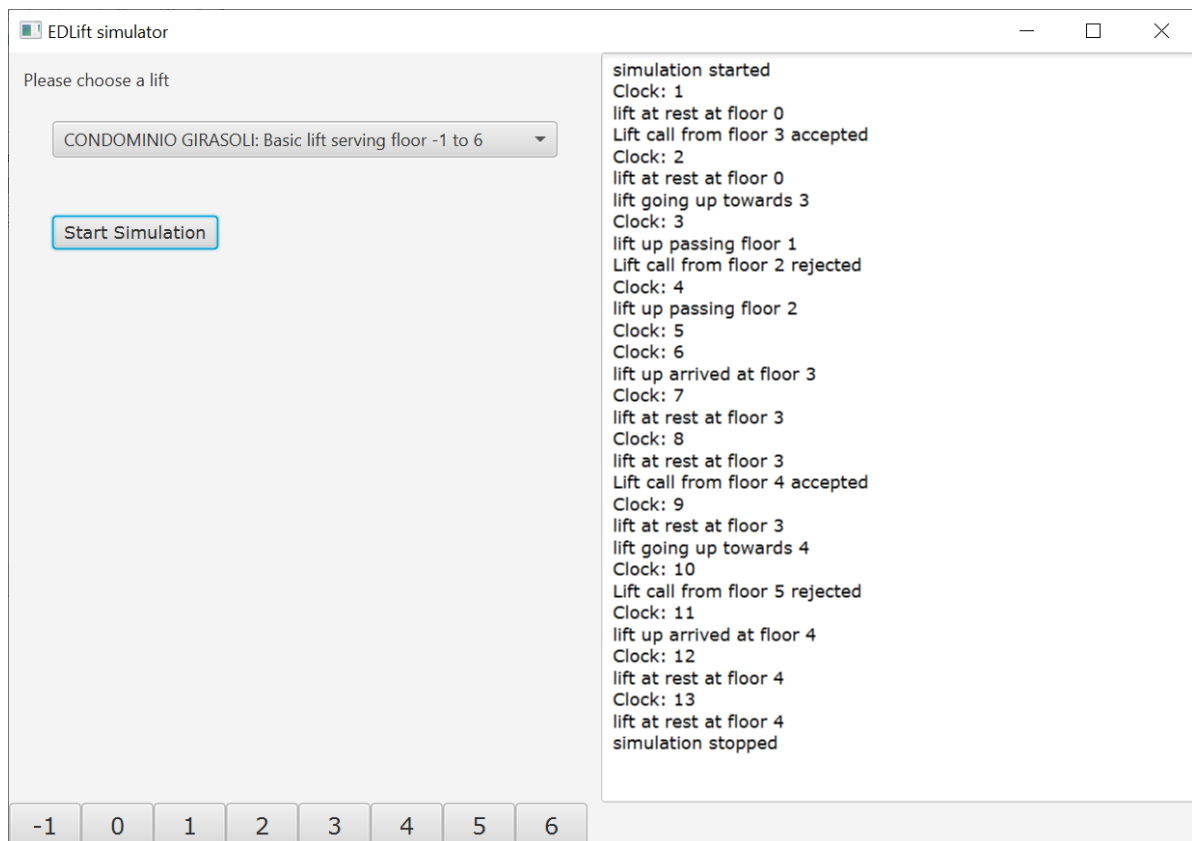 EDLift simulator
Please choose a lift
CONDOMINIO GIRASOLI: Basic lift serving floor -1 to 6
Start Simulation
simulation started
Clock: 1
lift at rest at floor 0
Lift call from floor 3 accepted
Clock: 2
lift at rest at floor 0
lift going up towards 3
Clock: 3
lift up passing floor 1
Lift call from floor 2 rejected
Clock: 4
lift up passing floor 2
Clock: 5
Clock: 6
lift up arrived at floor 3
Clock: 7
lift at rest at floor 3
Clock: 8
lift at rest at floor 3
Lift call from floor 4 accepted
Clock: 9
lift at rest at floor 3
lift going up towards 4
Clock: 10
Lift call from floor 5 rejected
Clock: 11
lift up arrived at floor 4
Clock: 12
lift at rest at floor 4
Clock: 13
lift at rest at floor 4
simulation stopped
-1 0 1 2 3 4 5 6